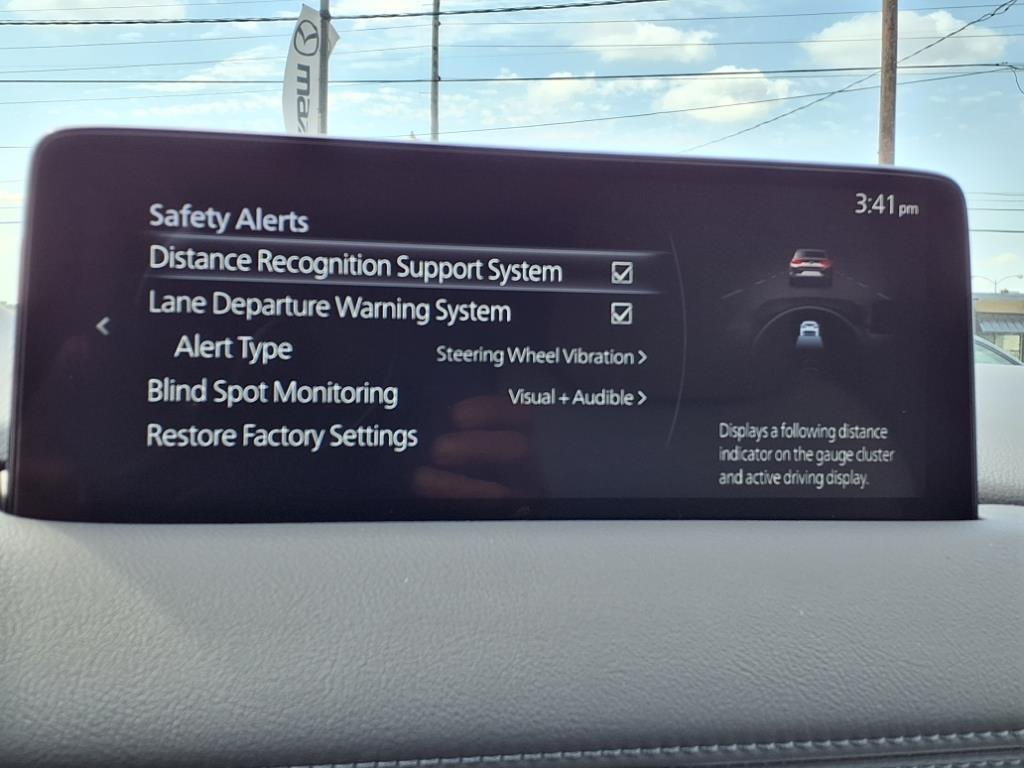 maz
3:41 pm
Safety Alerts
Distance Recognition Support System
Lane Departure Warning System
Alert Type Steering Wheel Vibration >
Blind Spot Monitoring Visual + Audible >
Restore Factory Settings
Displays a following distance
indicator on the gauge cluster
and active driving display.